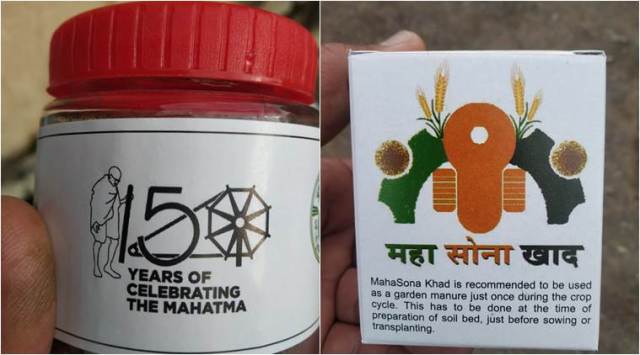 150
YEARS OF
CELEBRATING
THE MAHATMA
महा सोना खाद
MahaSona Khad is recommended to be used
as a garden manure just once during the crop
cycle. This has to be done at the time of
preparation of soil bed, just before sowing or
transplanting.